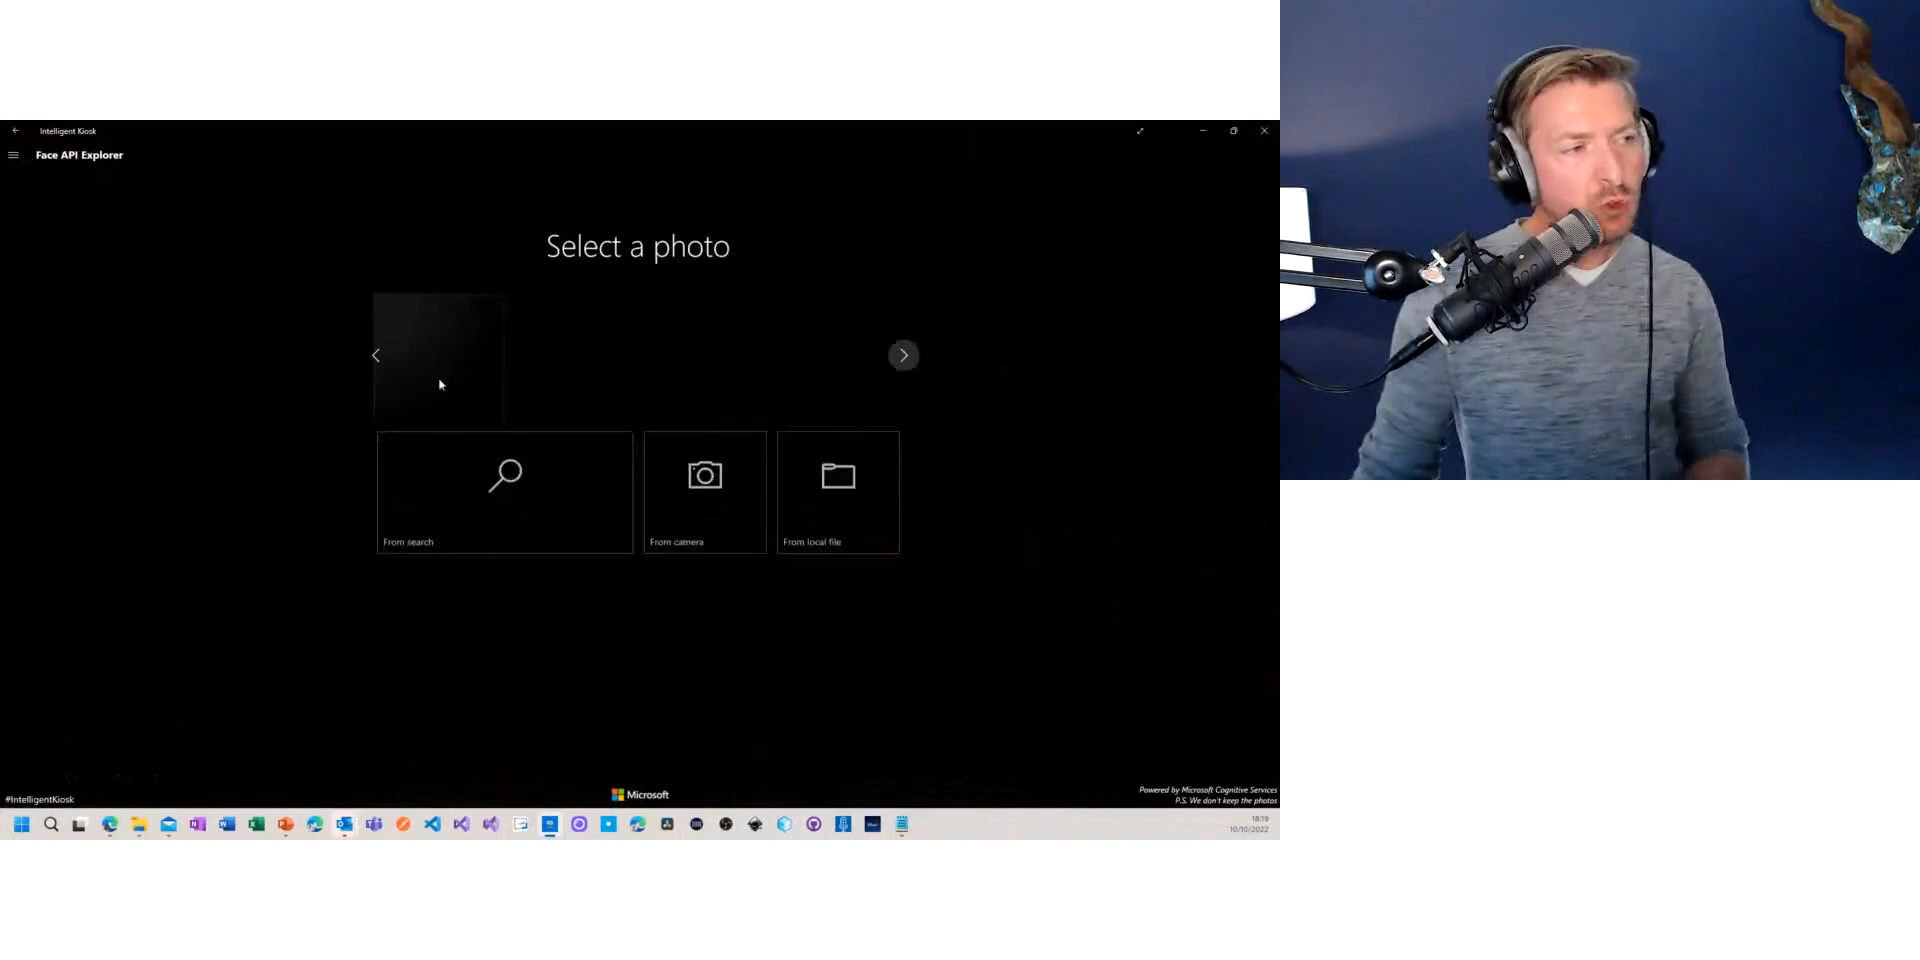 Intelligent Kiosk
Face API Explorer
Select a photo
From search
From camera
From local file
#IntelligentKiosk
Microsoft
Powered by Microsoft Cognitive Services
P.S. We don't keep the photos
18:19
10/10/2022